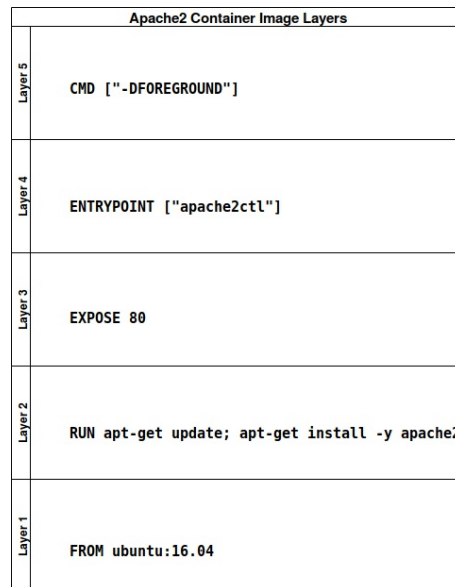 Apache2 Container Image Layers
Layer 5
CMD ["-DFOREGROUND"]
Layer 4
ENTRYPOINT ["apache2ctl"]
Layer 3
EXPOSE 80
Layer 2
RUN apt-get update; apt-get install -y apache2
Layer 1
FROM ubuntu:16.04